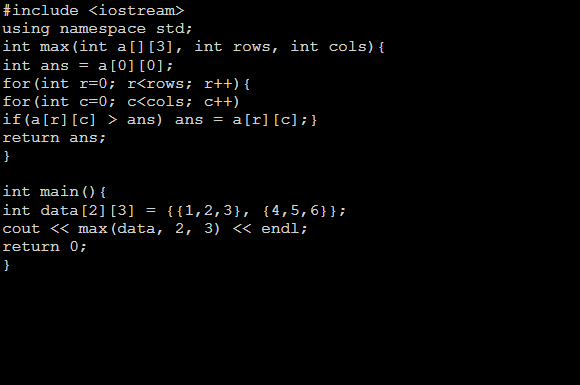 #include <iostream>
using namespace std;
int max(int a[][3], int rows, int cols){
int ans = a[0][0];
for(int r=0; r<rows; r++){
for(int c=0; c<cols; c++)
if(a[r][c] > ans) ans = a[r][c];}
return ans;
}

int main(){
int data[2][3] = {{1,2,3}, {4,5,6}};
cout << max(data, 2, 3) << endl;
return 0;
}